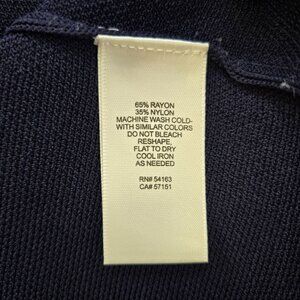 65% RAYON
35% NYLON
MACHINE WASH COLD-
WITH SIMILAR COLORS
DO NOT BLEACH
RESHAPE,
FLAT TO DRY
COOL IRON
AS NEEDED
RN# 54163
CA# 57151